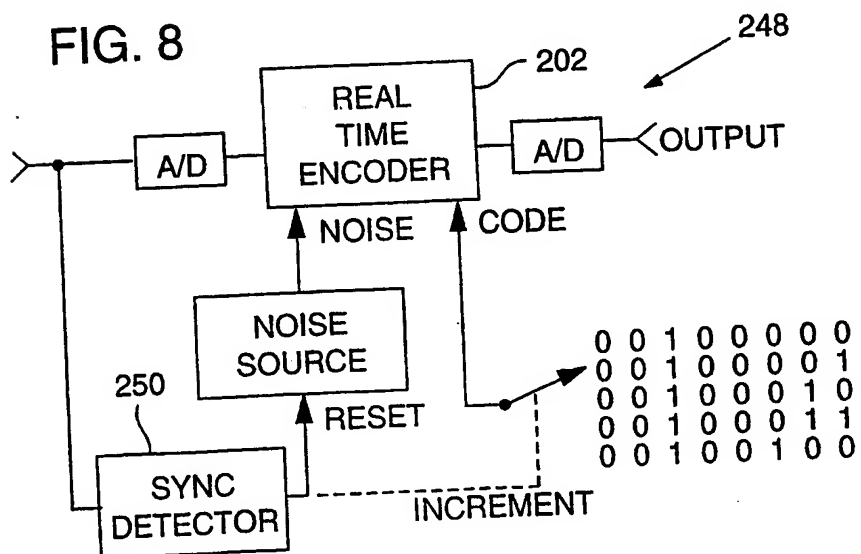 FIG. 8
248
202
REAL
TIME
ENCODER
A/D
A/D
OUTPUT
NOISE
CODE
NOISE
SOURCE
0 0 1 0 0 0 0 0
0 0 1 0 0 0 0 1
0 0 1 0 0 0 1 0
0 0 1 0 0 0 1 1
0 0 1 0 0 1 0 0
250
RESET
SYNC
DETECTOR
INCREMENT